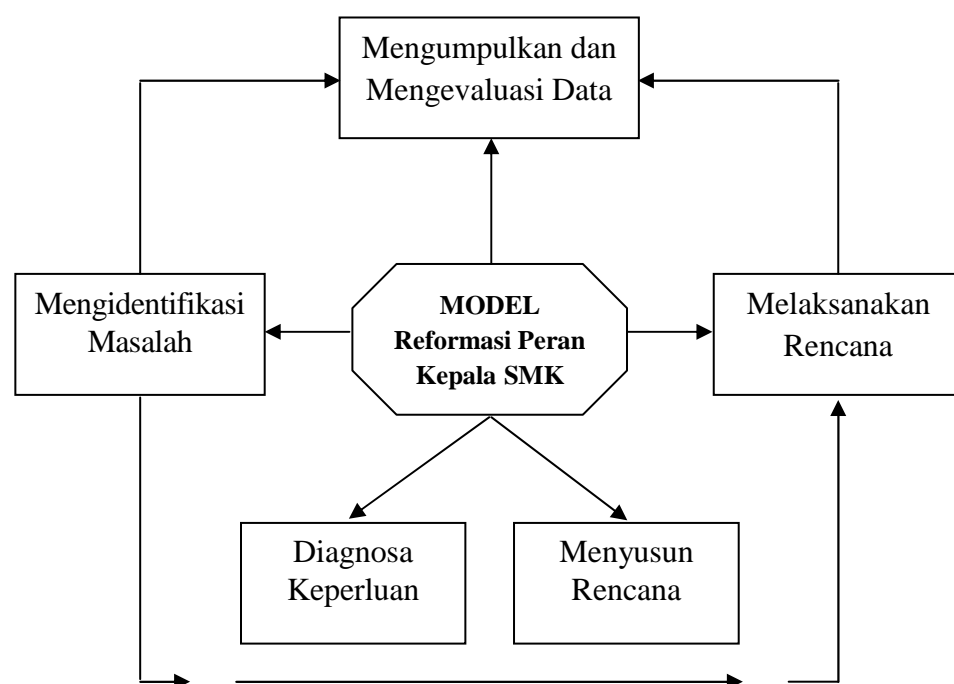 Mengumpulkan dan
Mengevaluasi Data
Mengidentifikasi
Masalah
MODEL
Reformasi Peran
Kepala SMK
Melaksanakan
Rencana
Diagnosa
Keperluan
Menyusun
Rencana